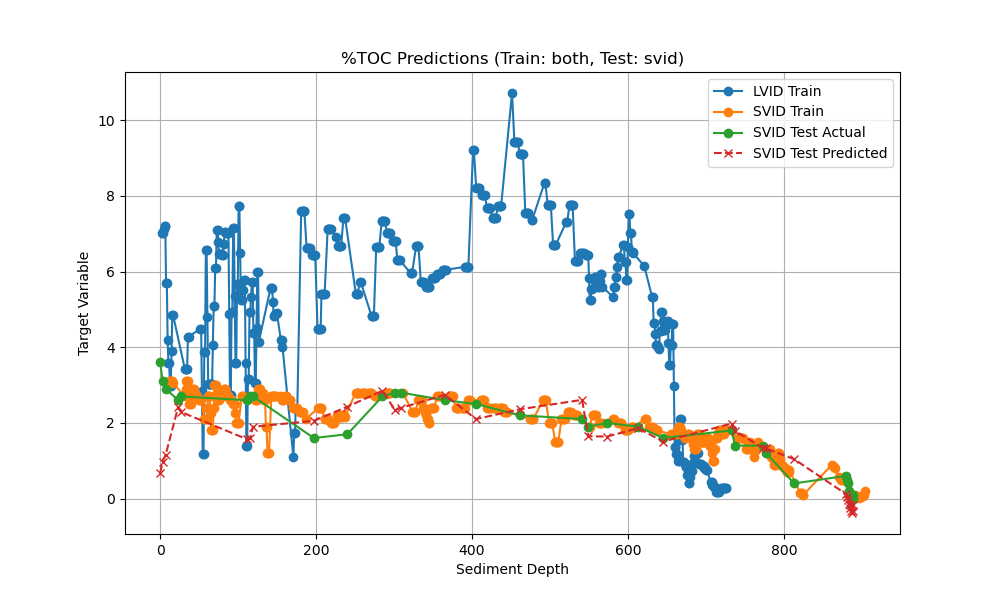 %TOC Predictions (Train: both, Test: svid)
LVID Train
SVID Train
SVID Test Actual
SVID Test Predicted
Target Variable
10
8
6
4
2
0
0 200 400 600 800
Sediment Depth